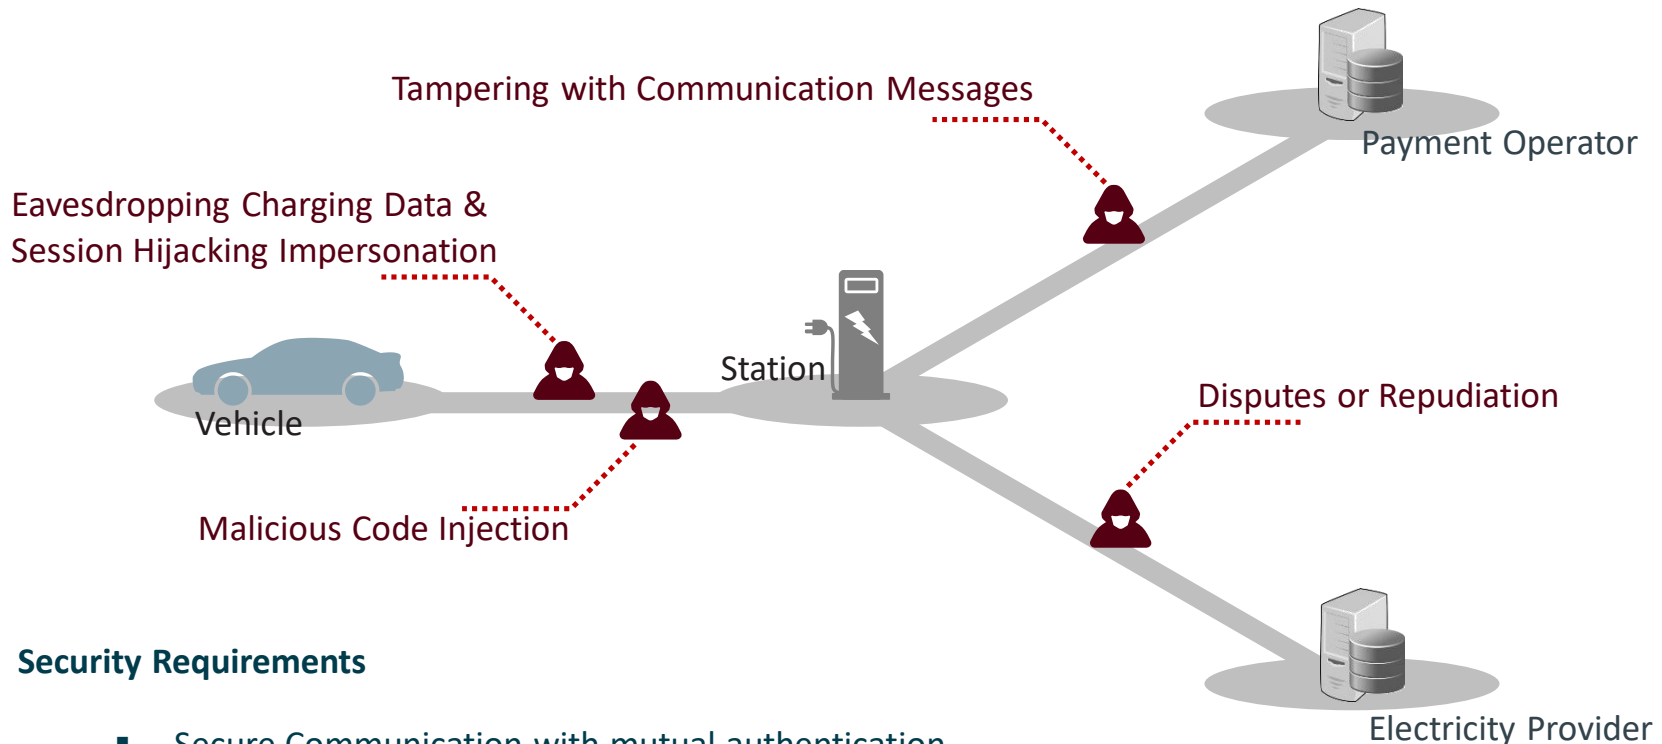 Tampering with Communication Messages
Payment Operator
Eavesdropping Charging Data &
Session Hijacking Impersonation
Station
Vehicle
Disputes or Repudiation
Malicious Code Injection
Security Requirements
Electricity Provider
▪ Secure Communication with mutual authentication